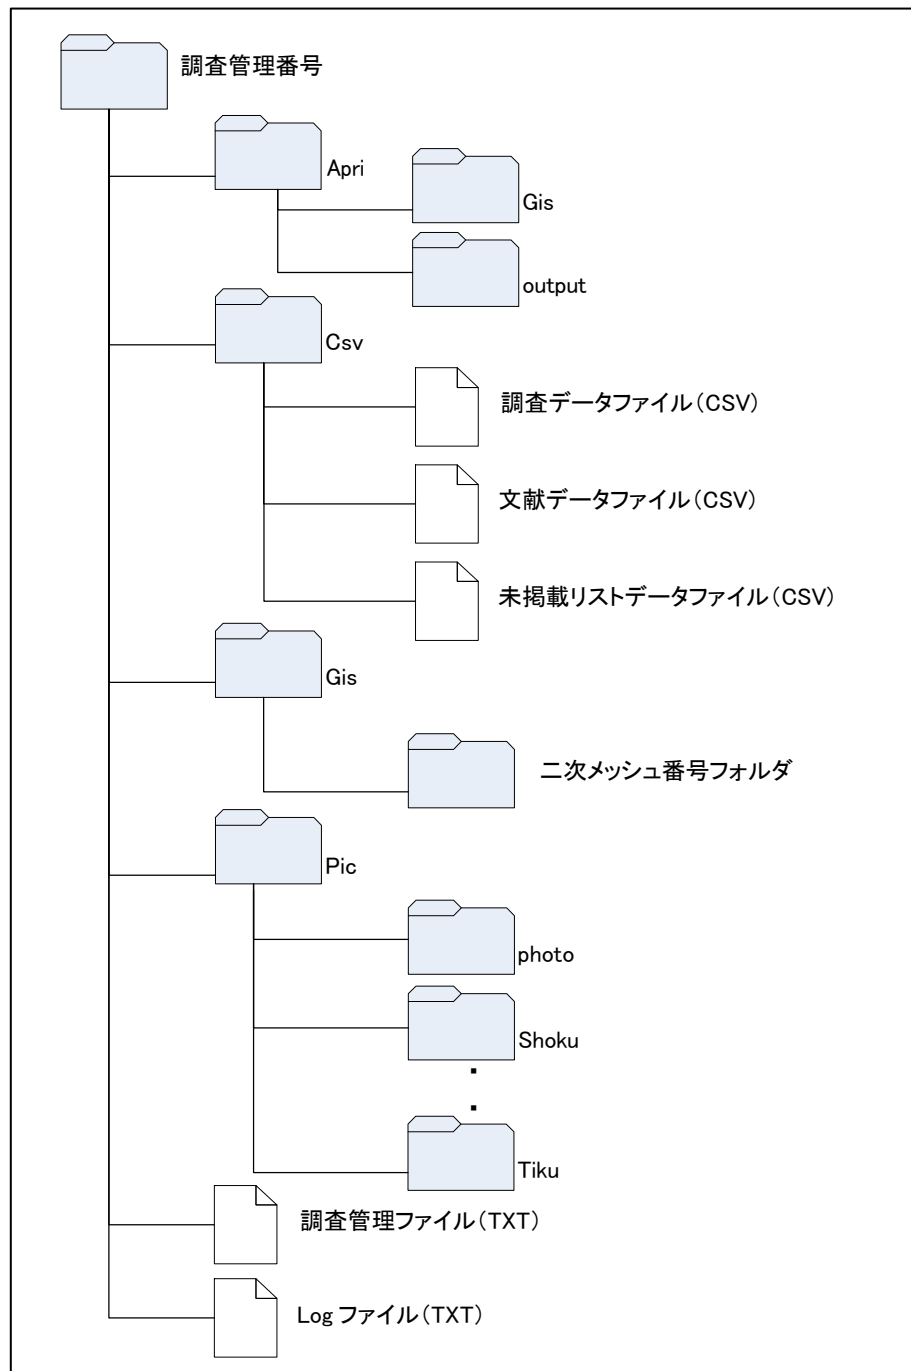 調査管理番号
Apri
Gis
output
Csv
調査データファイル(CSV)
文献データファイル(CSV)
未掲載リストデータファイル(CSV)
Gis
二次メッシュ番号フォルダ
Pic
photo
Shoku
・
・
Tiku
調査管理ファイル(TXT)
Log ファイル(TXT)